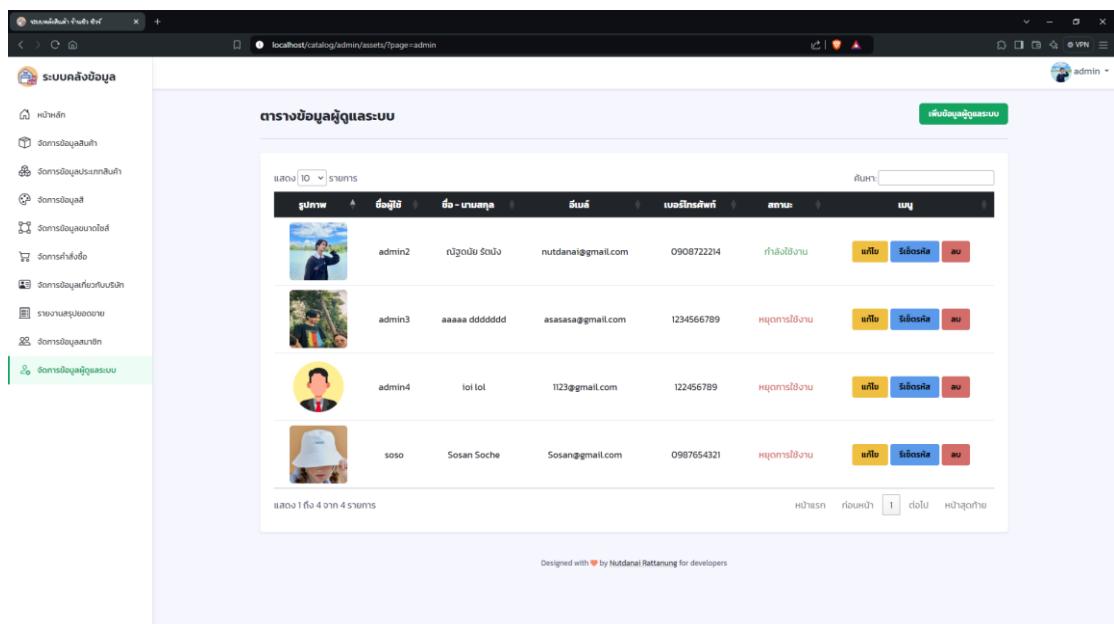 ระบบคลังสินค้า ร้านชิว ชิวร์
localhost/catalog/admin/assets/?page=admin
VPN
ระบบคลังข้อมูล
admin
หน้าหลัก
จัดการข้อมูลสินค้า
จัดการข้อมูลประเภทสินค้า
จัดการข้อมูลสี
จัดการข้อมูลขนาดไซส์
จัดการคำสั่งซื้อ
จัดการข้อมูลเกี่ยวกับบริษัท
รายงานสรุปยอดขาย
จัดการข้อมูลสมาชิก
จัดการข้อมูลผู้ดูแลระบบ
ตารางข้อมูลผู้ดูแลระบบ
เพิ่มข้อมูลผู้ดูแลระบบ
แสดง 10 รายการ
ค้นหา:
รูปภาพ ชื่อผู้ใช้ ชื่อ - นามสกุล อีเมล์ เบอร์โทรศัพท์ สถานะ เมนู
admin2 ณัฐดนัย รัตนัง nutdanai@gmail.com 0908722214 กำลังใช้งาน แก้ไข รีเซ็ตรหัส ลบ
admin3 aaaaa ddddddd asasasa@gmail.com 1234566789 หยุดการใช้งาน แก้ไข รีเซ็ตรหัส ลบ
admin4 ioi lol 1123@gmail.com 122456789 หยุดการใช้งาน แก้ไข รีเซ็ตรหัส ลบ
soso Sosan Soche Sosan@gmail.com 0987654321 หยุดการใช้งาน แก้ไข รีเซ็ตรหัส ลบ
แสดง 1 ถึง 4 จาก 4 รายการ
หน้าแรก ก่อนหน้า 1 ต่อไป หน้าสุดท้าย
Designed with by Nutdanai Rattanung for developers